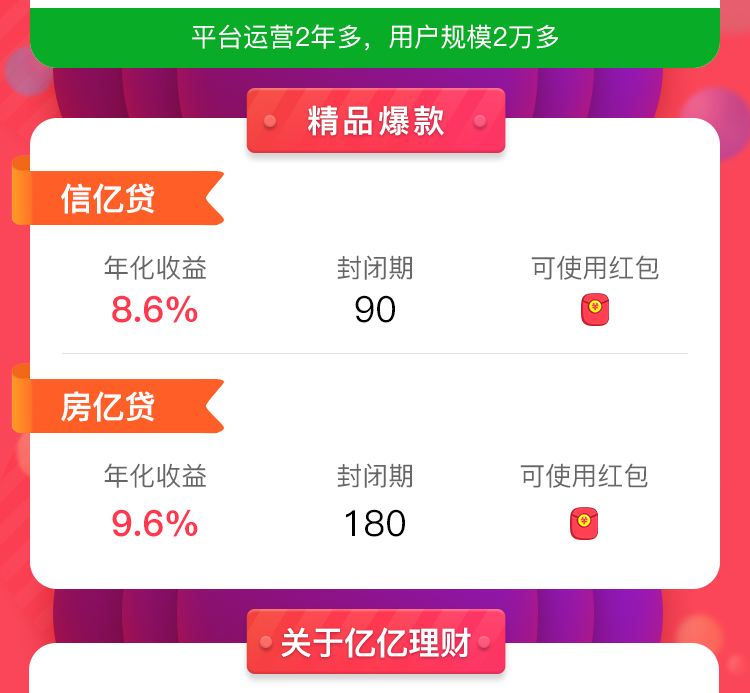 平台运营2年多，用户规模2万多
精品爆款
信亿贷
年化收益 封闭期 可使用红包
8.6% 90
房亿贷
年化收益 封闭期 可使用红包
9.6% 180
关于亿亿理财